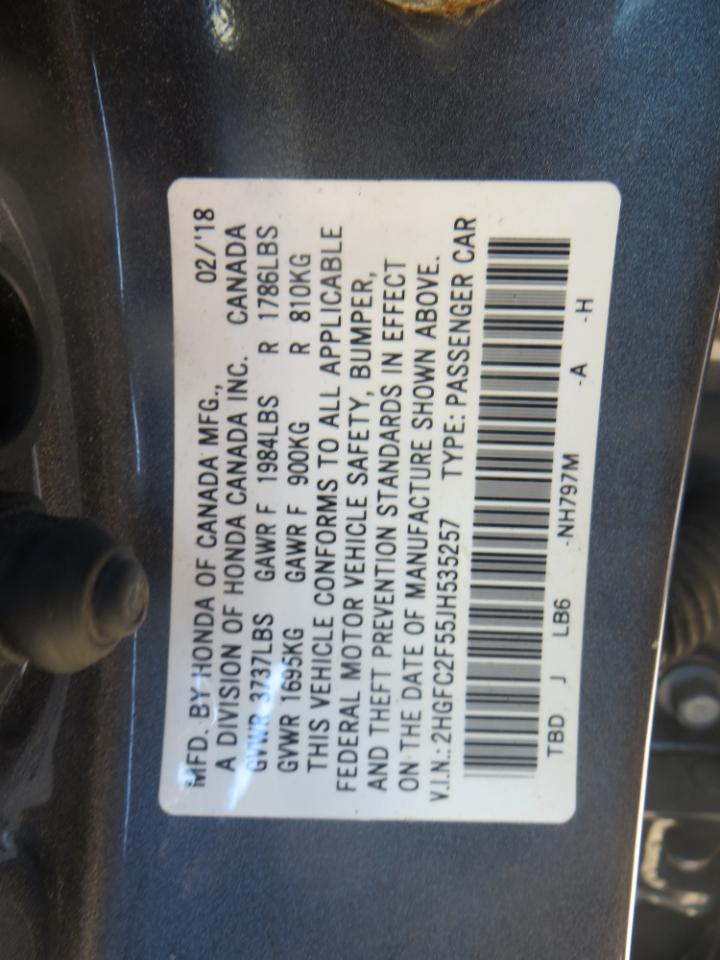 MFD. BY HONDA OF CANADA MFG., 02/'18
A DIVISION OF HONDA CANADA INC. CANADA
GVWR 3737LBS GAWR F 1984LBS R 1786LBS
GVWR 1695KG GAWR F 900KG R 810KG
THIS VEHICLE CONFORMS TO ALL APPLICABLE
FEDERAL MOTOR VEHICLE SAFETY, BUMPER,
AND THEFT PREVENTION STANDARDS IN EFFECT
ON THE DATE OF MANUFACTURE SHOWN ABOVE.
V.I.N.:2HGFC2F55JH535257 TYPE: PASSENGER CAR
TBD J LB6 -NH797M -A -H